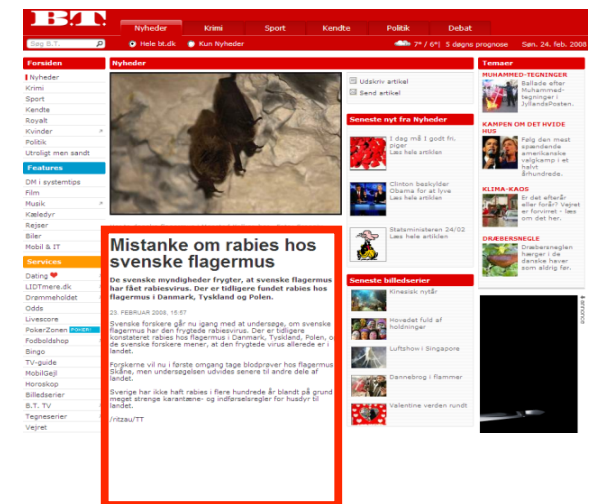 B.T.
Nyheder
Krimi
Sport
Kendte
Politik
Debat
Søg B.T.
Hele bt.dk
Kun Nyheder
7° / 6°| 5 døgns prognose
Søn. 24. feb. 2008
Forsiden
Nyheder
Krimi
Sport
Kendte
Royalt
Kvinder
Politik
Utroligt men sandt
Features
DM i systemtips
Film
Musik
Kæledyr
Rejser
Biler
Mobil & IT
Services
Dating
LIDTmere.dk
Drømmeholdet
Odds
Livescore
PokerZonen POKER!
Fodboldshop
Bingo
TV-guide
MobilGejl
Horoskop
Billedserier
B.T. TV
Tegneserier
Vejret
Nyheder
Mistanke om rabies hos
svenske flagermus
De svenske myndigheder frygter, at svenske flagermus
har fået rabiesvirus. Der er tidligere fundet rabies hos
flagermus i Danmark, Tyskland og Polen.
23. FEBRUAR 2008, 15:57
Svenske forskere går nu igang med at undersøge, om svenske
flagermus har den frygtede rabiesvirus. Der er tidligere
konstateret rabies hos flagermus i Danmark, Tyskland, Polen, o
de svenske forskere mener, at den frygtede virus allerede er i
landet.
Forskerne vil nu i første omgang tage blodprøver hos flagermus
Skåne, men undersøgelsen udvides senere til andre dele af
landet.
Sverige har ikke haft rabies i flere hundrede år blandt på grund
meget strenge karantæne- og indførselsregler for husdyr til
landet.
/ritzau/TT
Udskriv artikel
Send artikel
Seneste nyt fra Nyheder
I dag må I godt fri,
piger
Læs hele artiklen
Clinton beskylder
Obama for at lyve
Læs hele artiklen
Statsministeren 24/02
Læs hele artiklen
Seneste billedserier
Kinesisk nytår
Hovedet fuld af
holdninger
Luftshow i Singapore
Dannebrog i flammer
Valentine verden rundt
Temaer
MUHAMMED-TEGNINGER
Ballade efter
Muhammed-
tegninger i
JyllandsPosten.
KAMPEN OM DET HVIDE
HUS
Følg den mest
spændende
amerikanske
valgkamp i et
halvt
århundrede.
KLIMA-KAOS
Er det efterår
eller forår? Vejret
er forvirret - læs
om det her.
DRÆBERSNEGLE
Dræbersneglen
hærger i de
danske haver
som aldrig før.
annonce